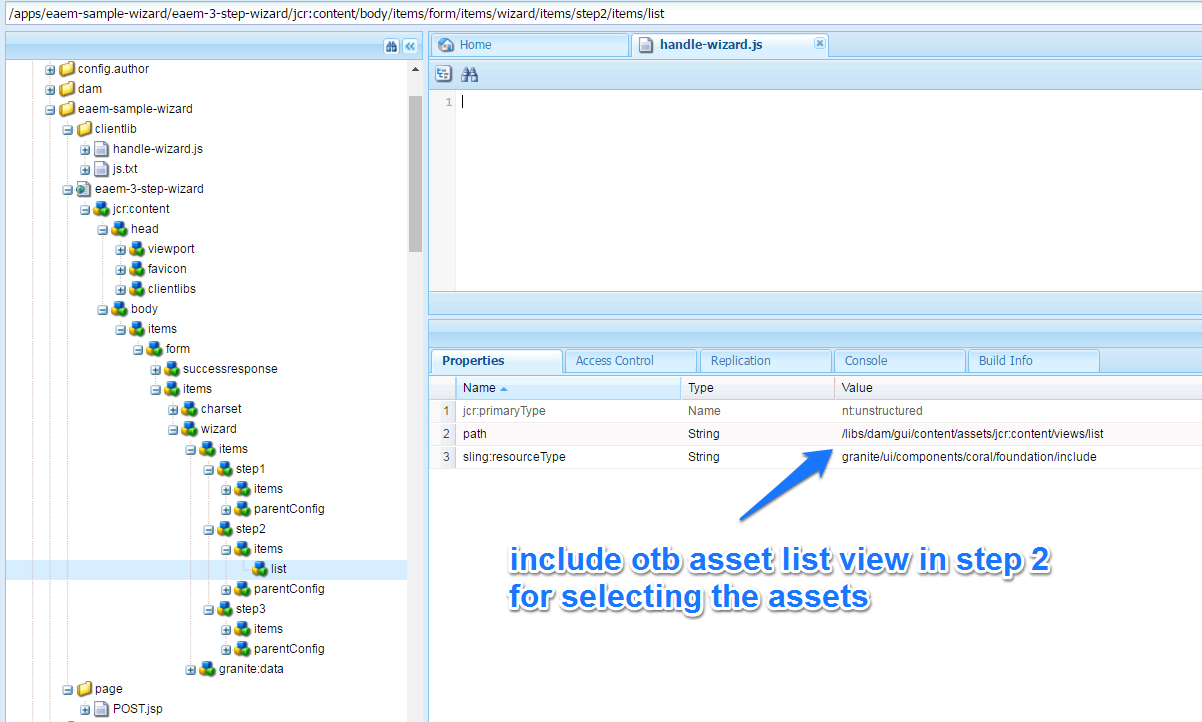 /apps/eaem-sample-wizard/eaem-3-step-wizard/jcr:content/body/items/form/items/wizard/items/step2/items/list
config.author
dam
eaem-sample-wizard
clientlib
handle-wizard.js
js.txt
eaem-3-step-wizard
jcr:content
head
viewport
favicon
clientlibs
body
items
form
successresponse
items
charset
wizard
items
step1
items
parentConfig
step2
items
list
parentConfig
step3
items
parentConfig
granite:data
page
POST.jsp
Home
handle-wizard.js
1
Properties Access Control Replication Console Build Info
Name Type Value
1 jcr:primaryType Name nt:unstructured
2 path String /libs/dam/gui/content/assets/jcr:content/views/list
3 sling:resourceType String granite/ui/components/coral/foundation/include
include otb asset list view in step 2
for selecting the assets